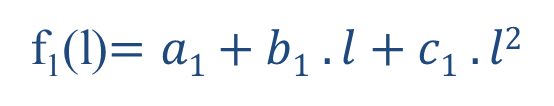 f₁(l)= a₁ + b₁ . l + c₁ . l²